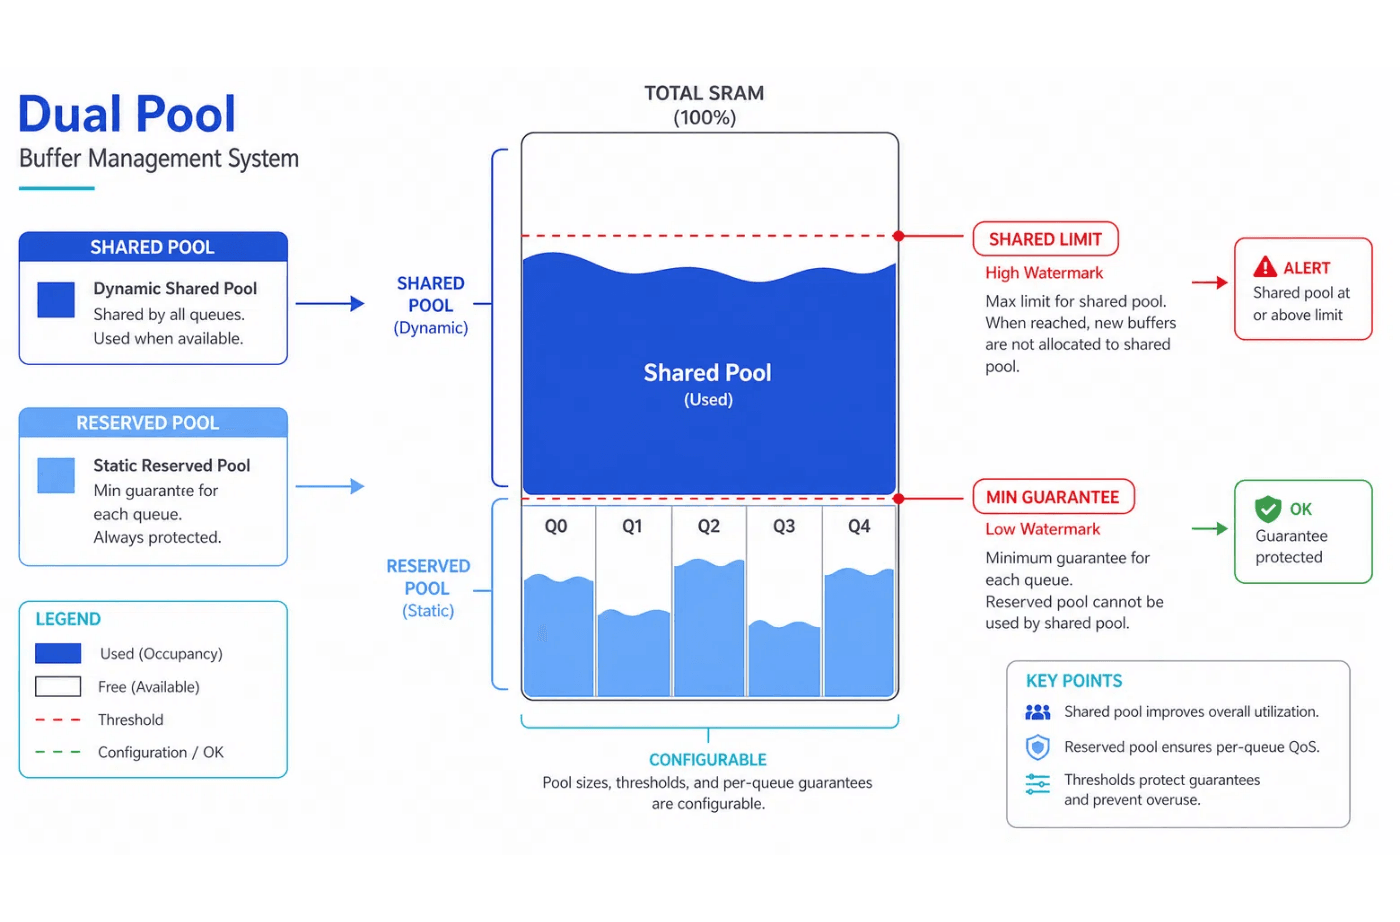 Dual Pool
Buffer Management System
SHARED POOL
Dynamic Shared Pool
Shared by all queues.
Used when available.
RESERVED POOL
Static Reserved Pool
Min guarantee for
each queue.
Always protected.
LEGEND
Used (Occupancy)
Free (Available)
Threshold
Configuration / OK
TOTAL SRAM
(100%)
SHARED
POOL
(Dynamic)
Shared Pool
(Used)
RESERVED
POOL
(Static)
Q0 Q1 Q2 Q3 Q4
CONFIGURABLE
Pool sizes, thresholds, and per-queue guarantees
are configurable.
SHARED LIMIT
High Watermark
Max limit for shared pool.
When reached, new buffers
are not allocated to shared
pool.
ALERT
Shared pool at
or above limit
MIN GUARANTEE
Low Watermark
Minimum guarantee for
each queue.
Reserved pool cannot be
used by shared pool.
OK
Guarantee
protected
KEY POINTS
Shared pool improves overall utilization.
Reserved pool ensures per-queue QoS.
Thresholds protect guarantees
and prevent overuse.